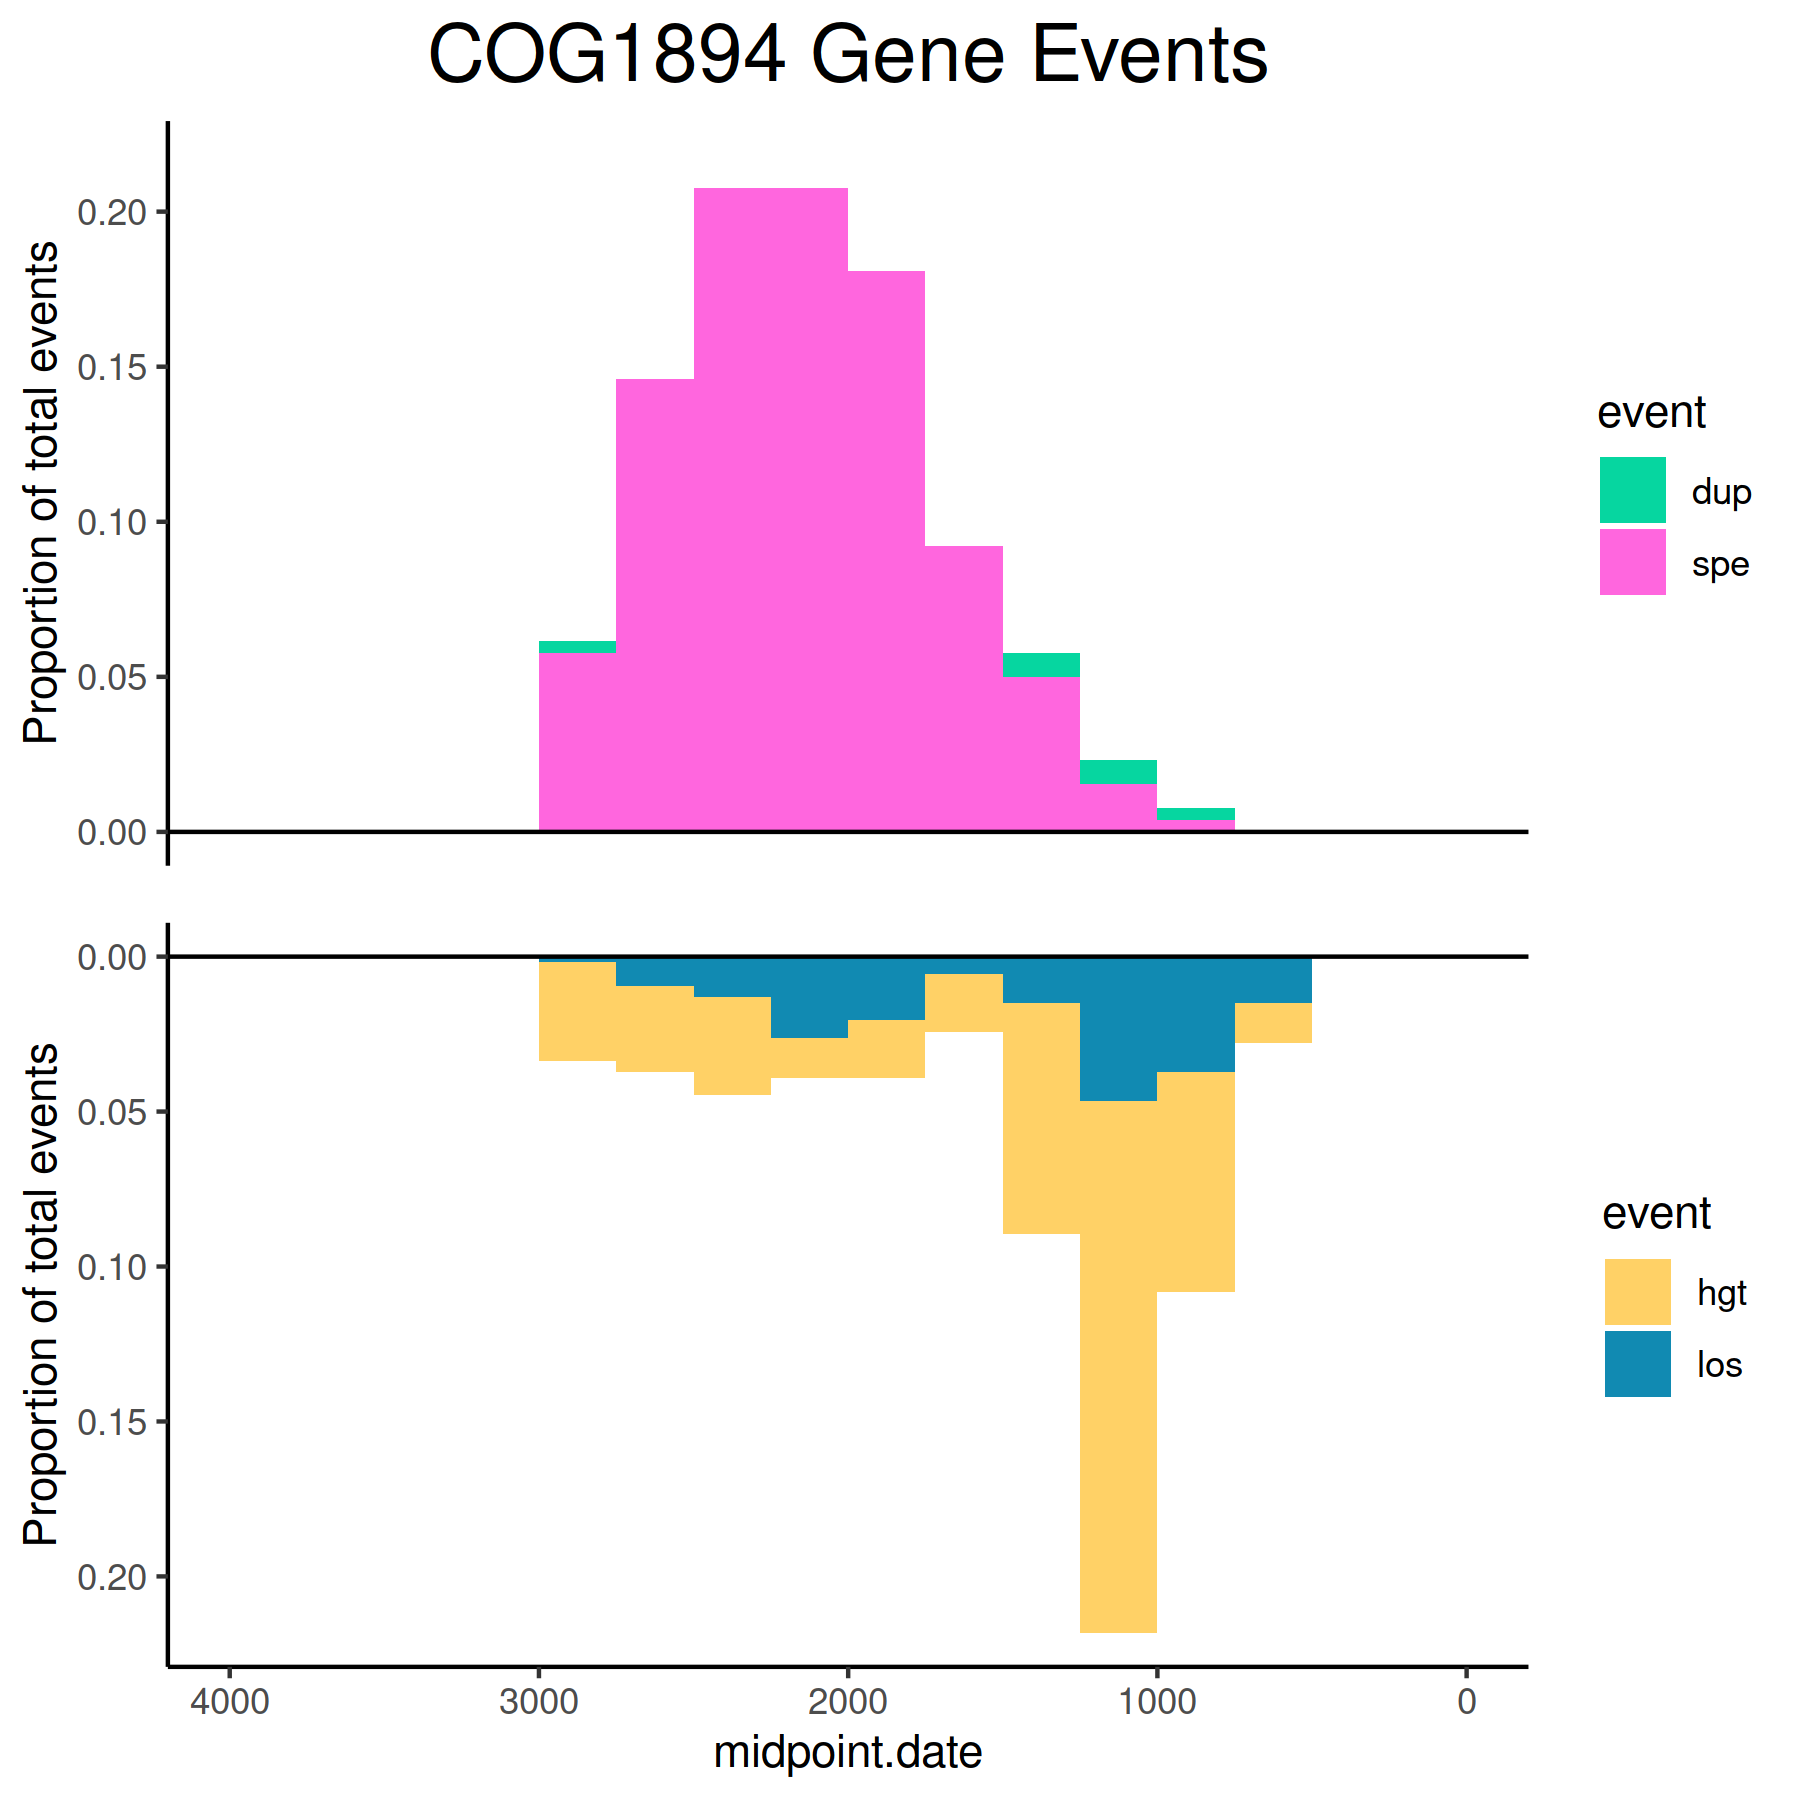 COG1894 Gene Events
Proportion of total events
0.20
0.15
0.10
0.05
0.00
event
dup
spe
Proportion of total events
0.00
0.05
0.10
0.15
0.20
event
hgt
los
4000 3000 2000 1000 0
midpoint.date